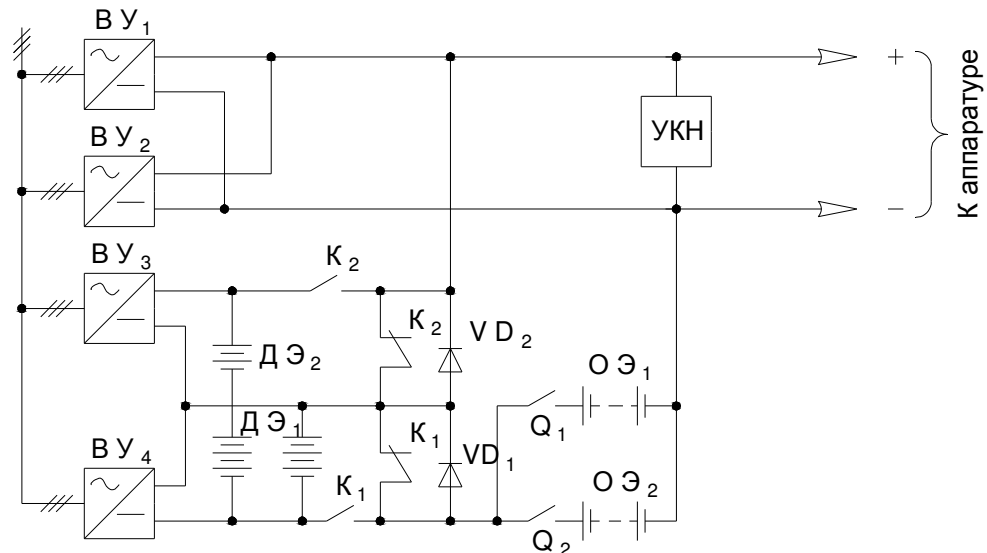 ВУ₁
+
УКН
К аппаратуре
ВУ₂
−
ВУ₃
К₂
К₂
VD₂
ДЭ₂
ОЭ₁
ДЭ₁
Q₁
К₁
VD₁
ВУ₄
К₁
ОЭ₂
Q₂